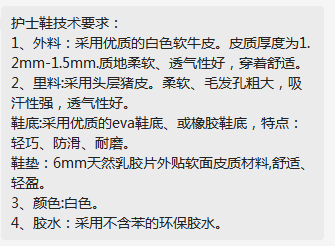 护士鞋技术要求：
1、外料：采用优质的白色软牛皮。皮质厚度为1.
2mm-1.5mm.质地柔软、透气性好，穿着舒适。
2、里料:采用头层猪皮。柔软、毛发孔粗大，吸
汗性强，透气性好。
鞋底:采用优质的eva鞋底、或橡胶鞋底，特点：
轻巧、防滑、耐磨。
鞋垫：6mm天然乳胶片外贴软面皮质材料,舒适、
轻盈。
3、颜色:白色。
4、胶水：采用不含苯的环保胶水。